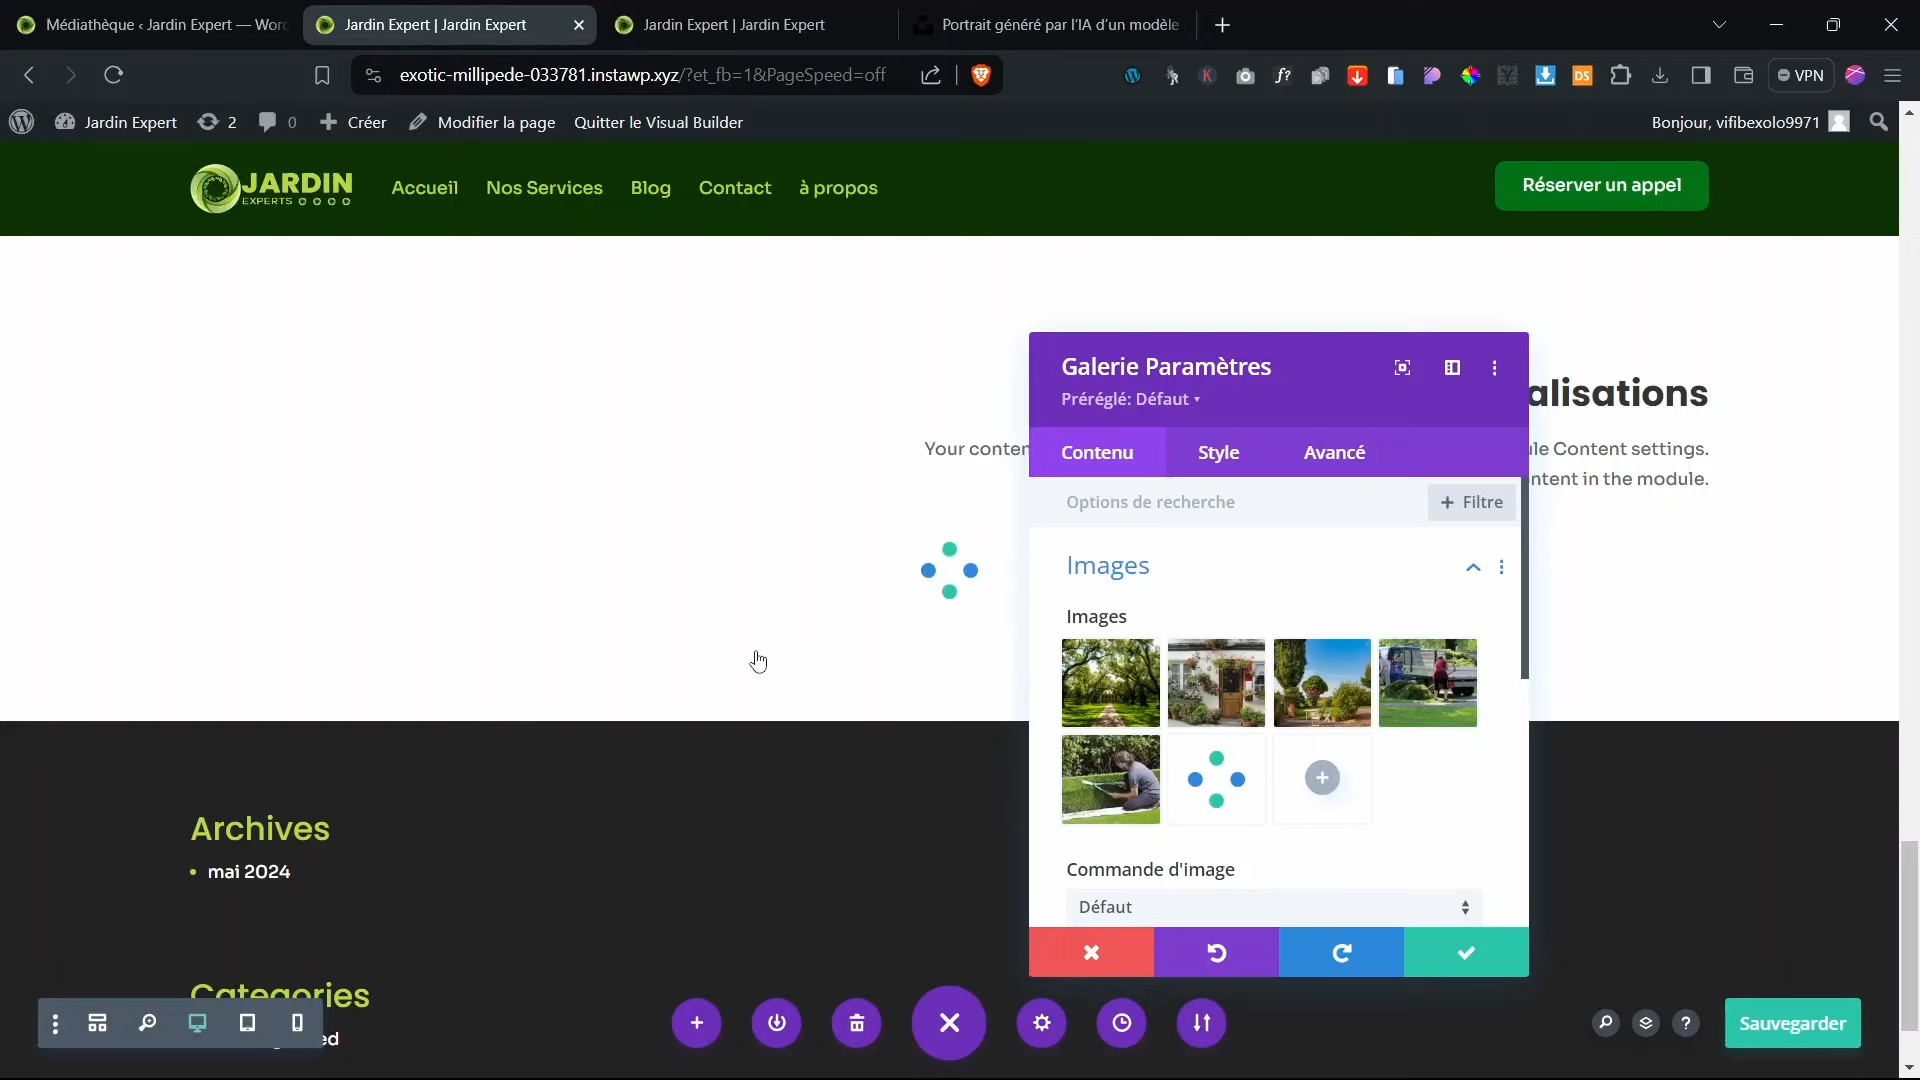 Médiathèque ‹ Jardin Expert — Word
Jardin Expert | Jardin Expert
Jardin Expert | Jardin Expert
Portrait généré par l'IA d'un modèle
exotic-millipede-033781.instawp.xyz/?et_fb=1&PageSpeed=off
K
f?
DS
VPN
Jardin Expert
2
0
Créer
Modifier la page
Quitter le Visual Builder
Bonjour, vifibexolo9971
JARDIN
EXPERTS
Accueil
Nos Services
Blog
Contact
à propos
Réserver un appel
Galerie Paramètres
Préréglé: Défaut
alisations
Your conten
le Content settings.
ntent in the module.
Contenu
Style
Avancé
Options de recherche
+ Filtre
Images
Images
Commande d'image
Défaut
Archives
mai 2024
Categories
ed
?
Sauvegarder